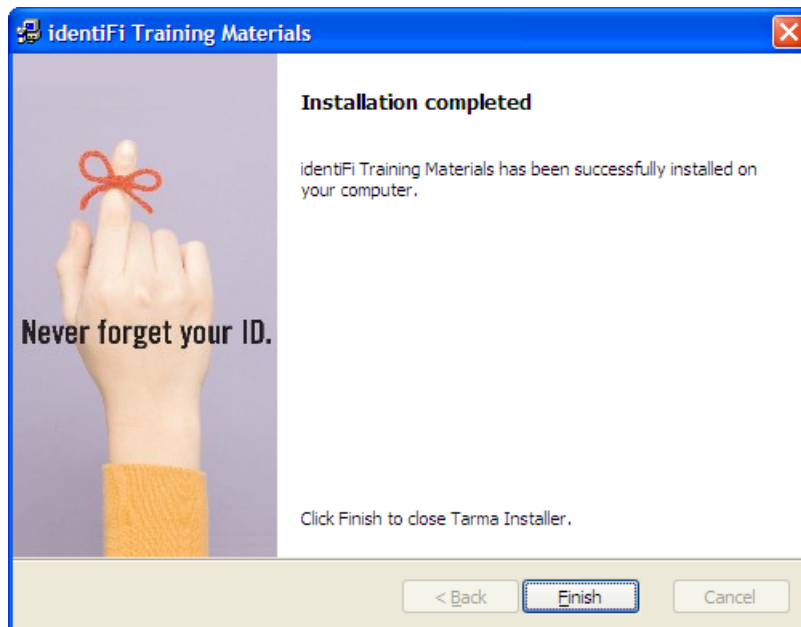 identiFi Training Materials
Installation completed
identiFi Training Materials has been successfully installed on
your computer.
Never forget your ID.
Click Finish to close Tarma Installer.
< Back
Finish
Cancel